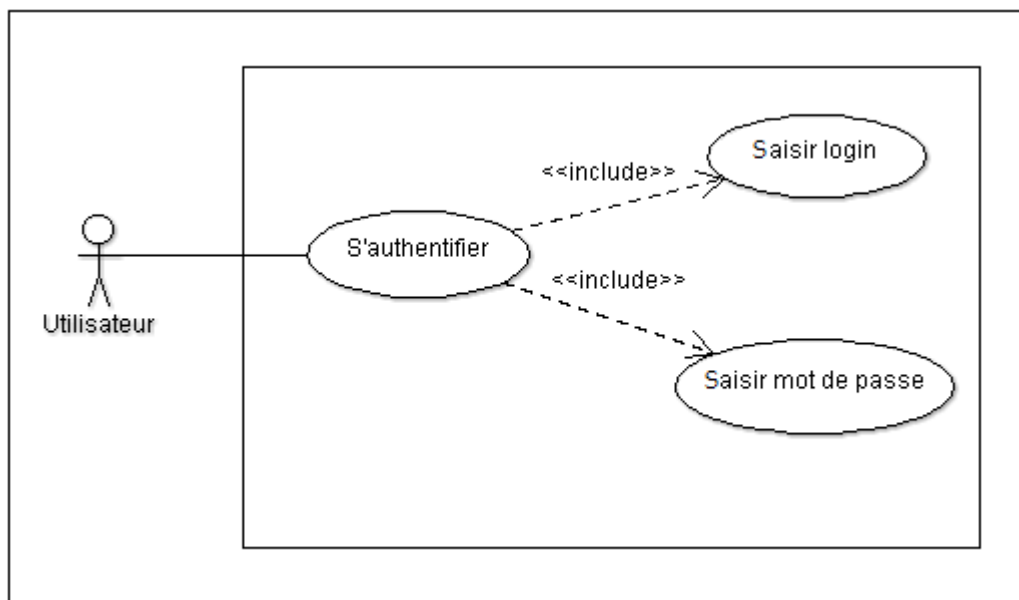 Saisir login
<<include>>
S'authentifier
<<include>>
Utilisateur
Saisir mot de passe